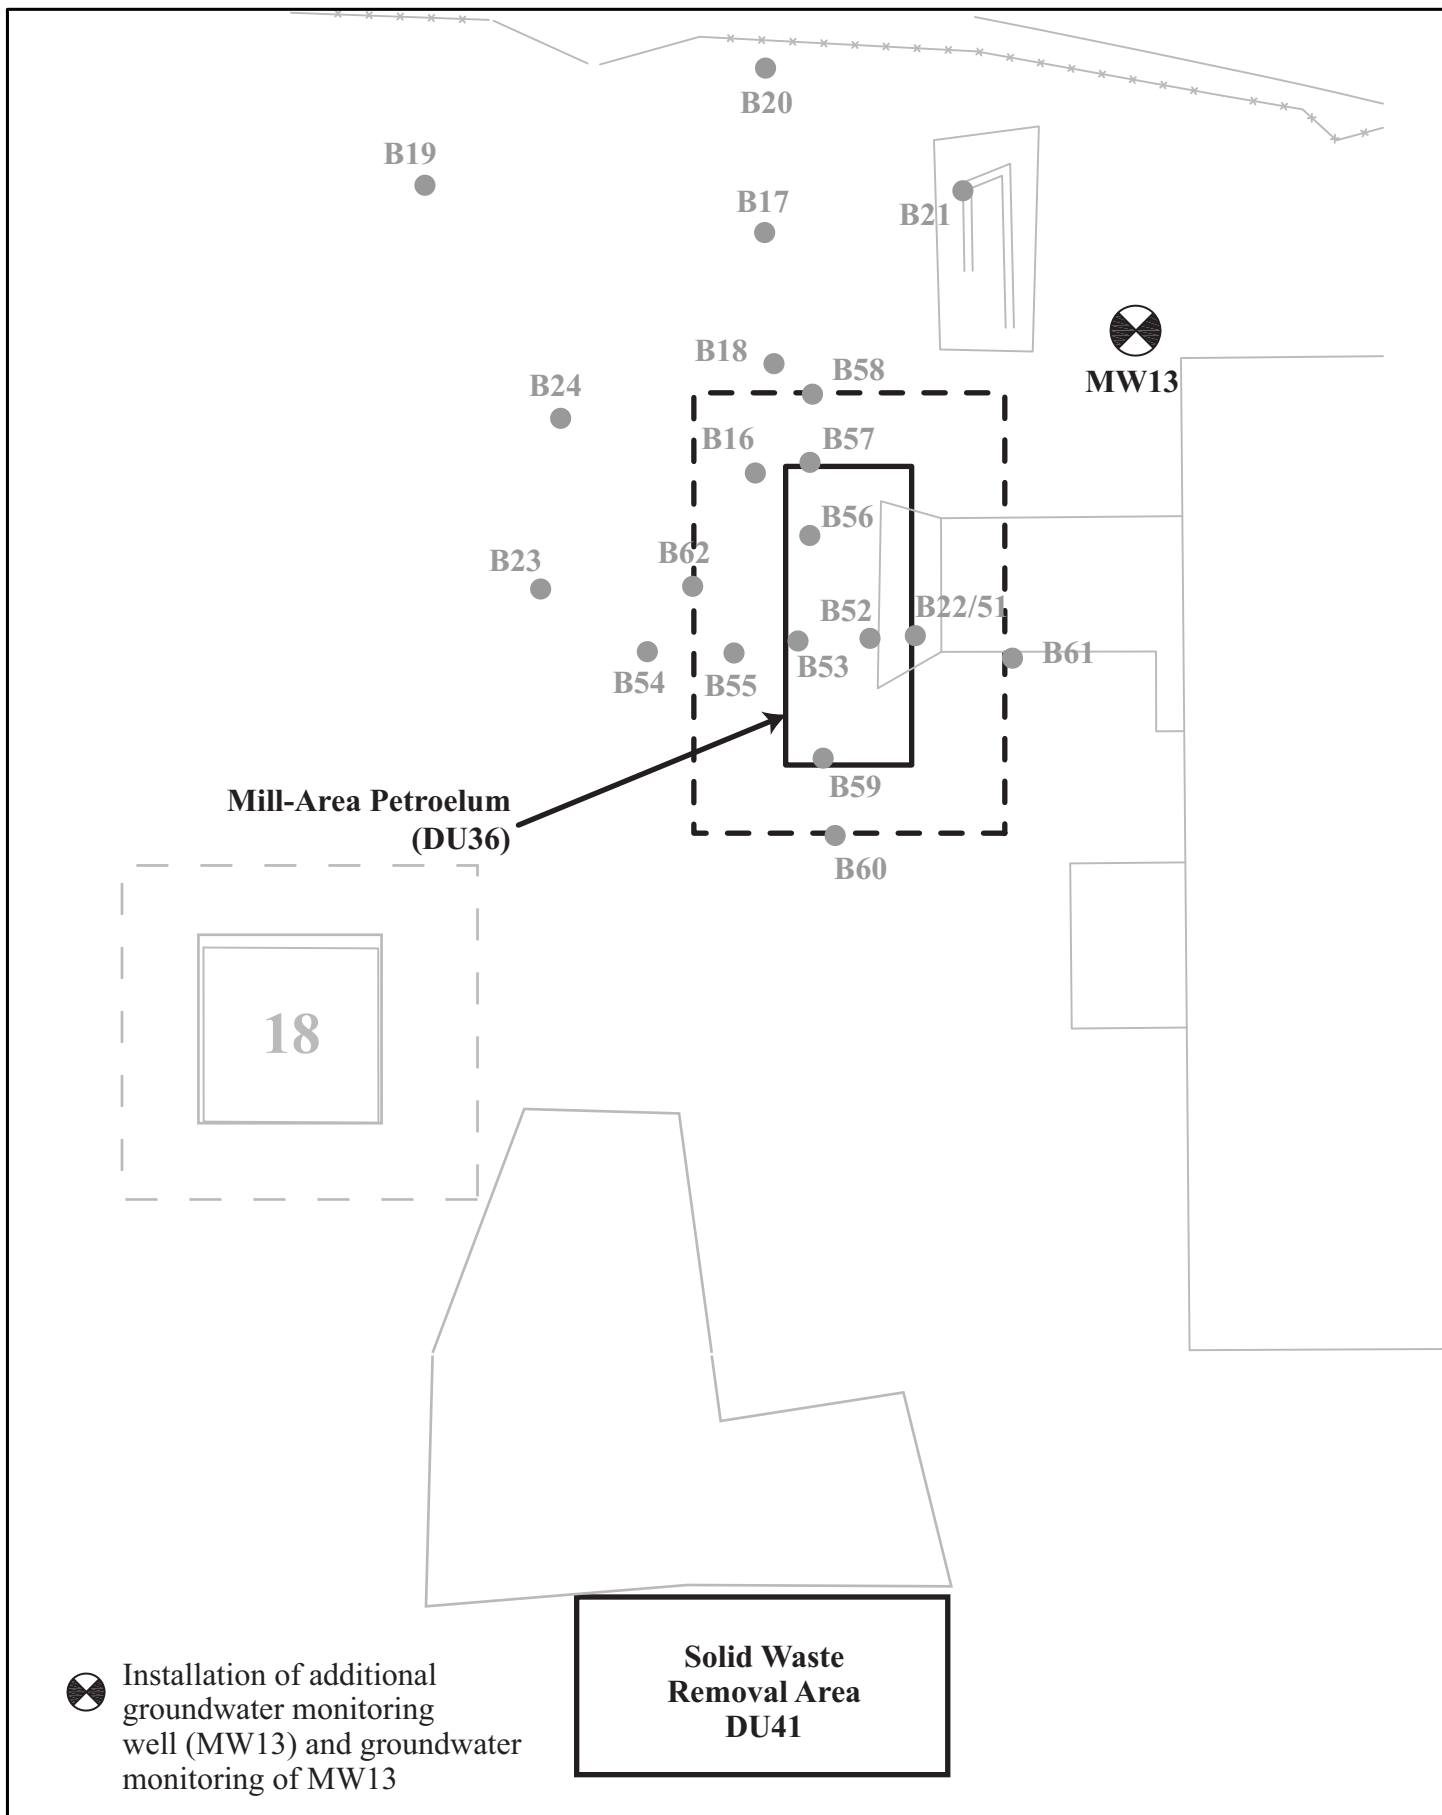 B20
B19
B17
B21
MW13
B18
B58
B24
B16
B57
B56
B62
B23
B52
B22/51
B53
B61
B54
B55
Mill-Area Petroelum
(DU36)
B59
B60
18
Solid Waste
Removal Area
DU41
Installation of additional
groundwater monitoring
well (MW13) and groundwater
monitoring of MW13